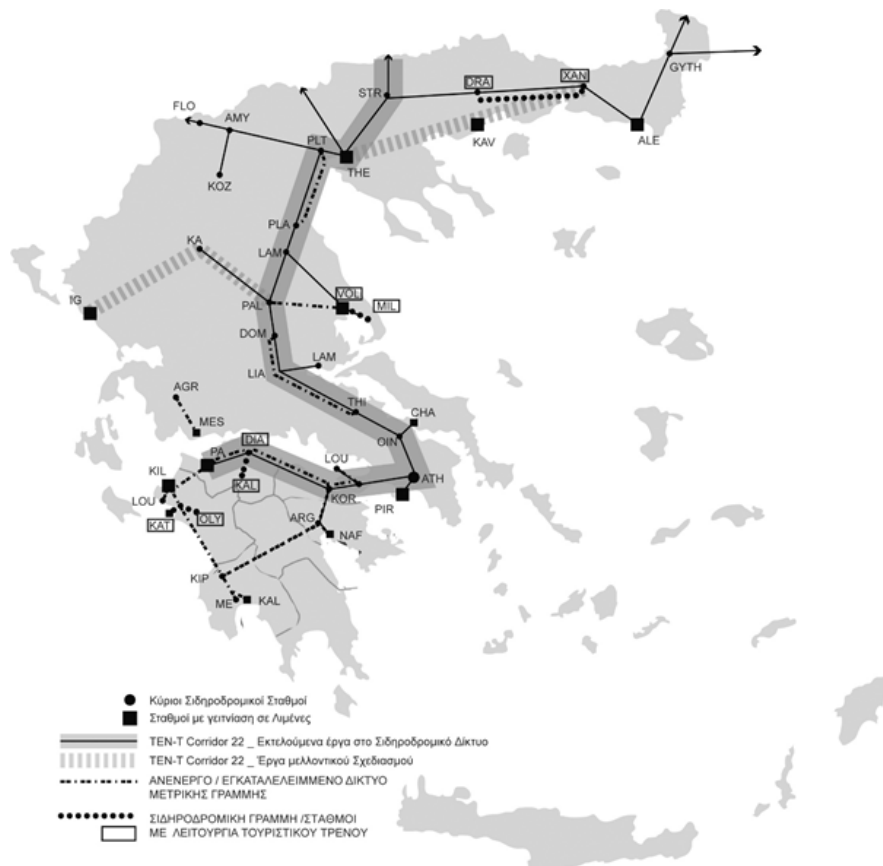 STR
DRA
XAN
GYTH
FLO
AMY
PLT
THE
KAV
ALE
KOZ
PLA
KA
LAM
IG
PAL
VOL
MIL
DOM
LIA
LAM
AGR
THI
CHA
MES
OIN
PA
DIA
LOU
ATH
KIL
KAL
KOR
PIR
LOU
KAT
OLY
ARG
NAF
KIP
ME
KAL
Κύριοι Σιδηροδρομικοί Σταθμοί
Σταθμοί με γειτνίαση σε Λιμένες
TEN-T Corridor 22 _ Εκτελούμενα έργα στο Σιδηροδρομικό Δίκτυο
TEN-T Corridor 22 _ Έργα μελλοντικού Σχεδιασμού
ΑΝΕΝΕΡΓΟ / ΕΓΚΑΤΑΛΕΛΕΙΜΜΕΝΟ ΔΙΚΤΥΟ
ΜΕΤΡΙΚΗΣ ΓΡΑΜΜΗΣ
ΣΙΔΗΡΟΔΡΟΜΙΚΗ ΓΡΑΜΜΗ /ΣΤΑΘΜΟΙ
ΜΕ ΛΕΙΤΟΥΡΓΙΑ ΤΟΥΡΙΣΤΙΚΟΥ ΤΡΕΝΟΥ